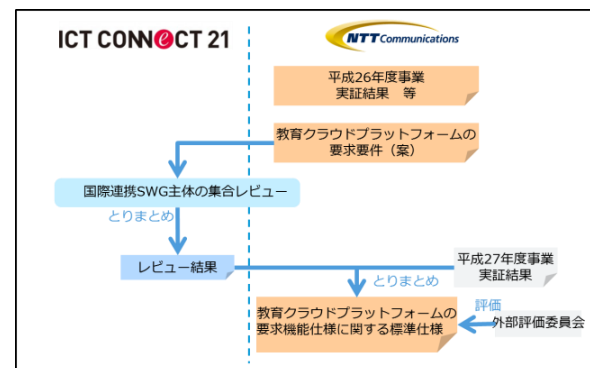 ICT CONNeCT 21
NTT Communications
平成26年度事業
実証結果 等
教育クラウドプラットフォームの
要求要件（案）
国際連携SWG主体の集合レビュー
とりまとめ
レビュー結果
平成27年度事業
実証結果
とりまとめ
教育クラウドプラットフォームの
要求機能仕様に関する標準仕様
評価
外部評価委員会